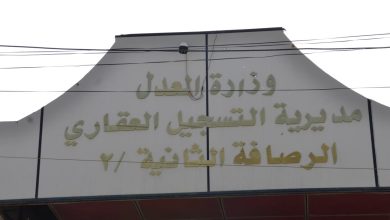 وزارة العدل
مديرية التسجيل العقاري
الرصافة الثانية /٢